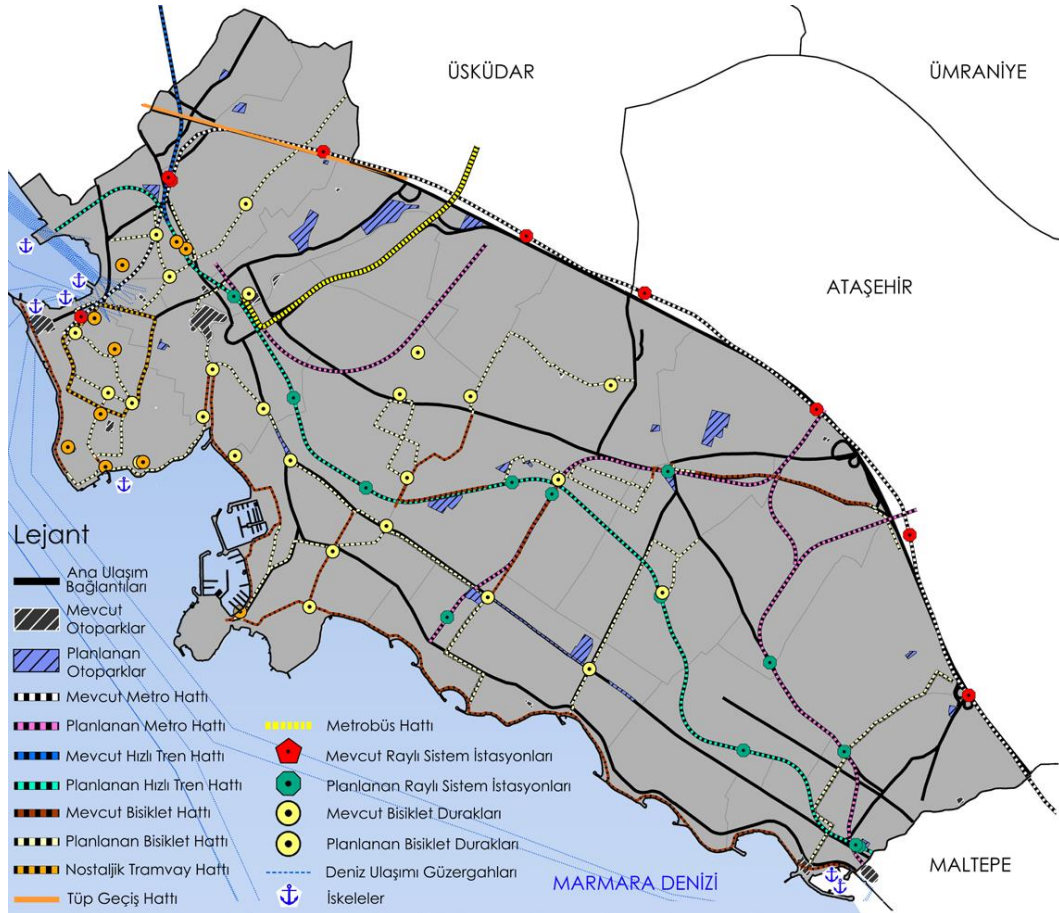 ÜSKÜDAR
ÜMRANİYE
ATAŞEHİR
Lejant
Ana Ulaşım
Bağlantıları
Mevcut
Otoparklar
Planlanan
Otoparklar
Mevcut Metro Hattı
Planlanan Metro Hattı
Mevcut Hızlı Tren Hattı
Planlanan Hızlı Tren Hattı
Mevcut Bisiklet Hattı
Planlanan Bisiklet Hattı
Nostaljik Tramvay Hattı
Tüp Geçiş Hattı
Metrobüs Hattı
Mevcut Raylı Sistem İstasyonları
Planlanan Raylı Sistem İstasyonları
Mevcut Bisiklet Durakları
Planlanan Bisiklet Durakları
Deniz Ulaşımı Güzergahları
İskeleler
MARMARA DENİZİ
MALTEPE